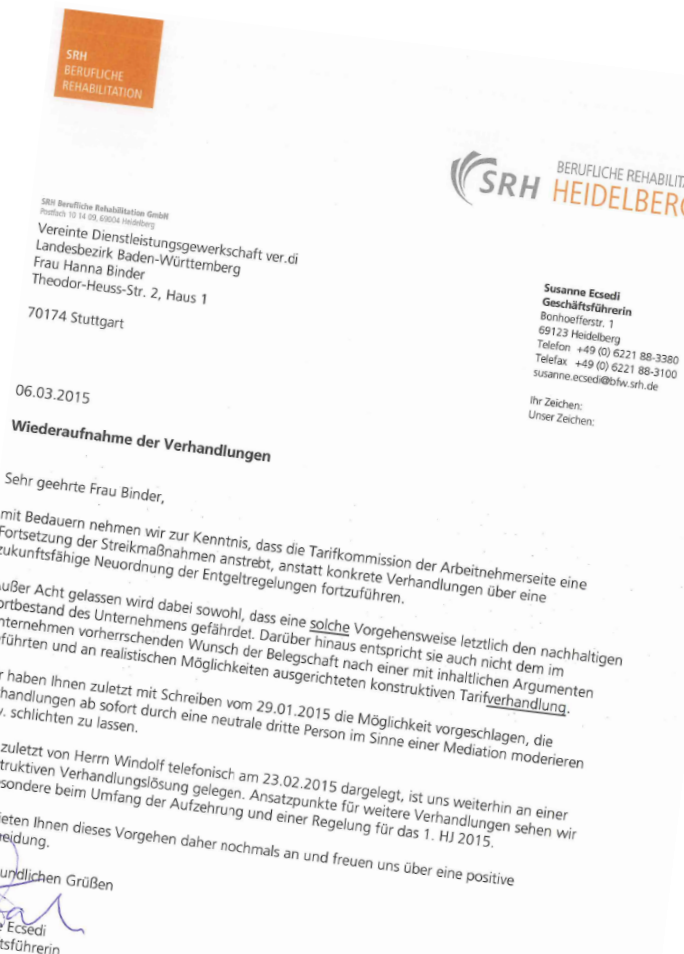 SRH
BERUFLICHE
REHABILITATION
SRH
BERUFLICHE REHABILITA
HEIDELBERG
SRH Berufliche Rehabilitation GmbH
Postfach 10 14 09, 69004 Heidelberg
Vereinte Dienstleistungsgewerkschaft ver.di
Landesbezirk Baden-Württemberg
Frau Hanna Binder
Theodor-Heuss-Str. 2, Haus 1
70174 Stuttgart
Susanne Ecsedi
Geschäftsführerin
Bonhoefferstr. 1
69123 Heidelberg
Telefon +49 (0) 6221 88-3380
Telefax +49 (0) 6221 88-3100
susanne.ecsedi@bfw.srh.de
Ihr Zeichen:
Unser Zeichen:
06.03.2015
Wiederaufnahme der Verhandlungen
Sehr geehrte Frau Binder,
mit Bedauern nehmen wir zur Kenntnis, dass die Tarifkommission der Arbeitnehmerseite eine
Fortsetzung der Streikmaßnahmen anstrebt, anstatt konkrete Verhandlungen über eine
zukunftsfähige Neuordnung der Entgeltregelungen fortzuführen.
ußer Acht gelassen wird dabei sowohl, dass eine solche Vorgehensweise letztlich den nachhaltigen
ortbestand des Unternehmens gefährdet. Darüber hinaus entspricht sie auch nicht dem im
nternehmen vorherrschenden Wunsch der Belegschaft nach einer mit inhaltlichen Argumenten
führten und an realistischen Möglichkeiten ausgerichteten konstruktiven Tarifverhandlung.
r haben Ihnen zuletzt mit Schreiben vom 29.01.2015 die Möglichkeit vorgeschlagen, die
handlungen ab sofort durch eine neutrale dritte Person im Sinne einer Mediation moderieren
. schlichten zu lassen.
zuletzt von Herrn Windolf telefonisch am 23.02.2015 dargelegt, ist uns weiterhin an einer
struktiven Verhandlungslösung gelegen. Ansatzpunkte für weitere Verhandlungen sehen wir
esondere beim Umfang der Aufzehrung und einer Regelung für das 1. HJ 2015.
ieten Ihnen dieses Vorgehen daher nochmals an und freuen uns über eine positive
heidung.
undlichen Grüßen
e Ecsedi
tsführerin